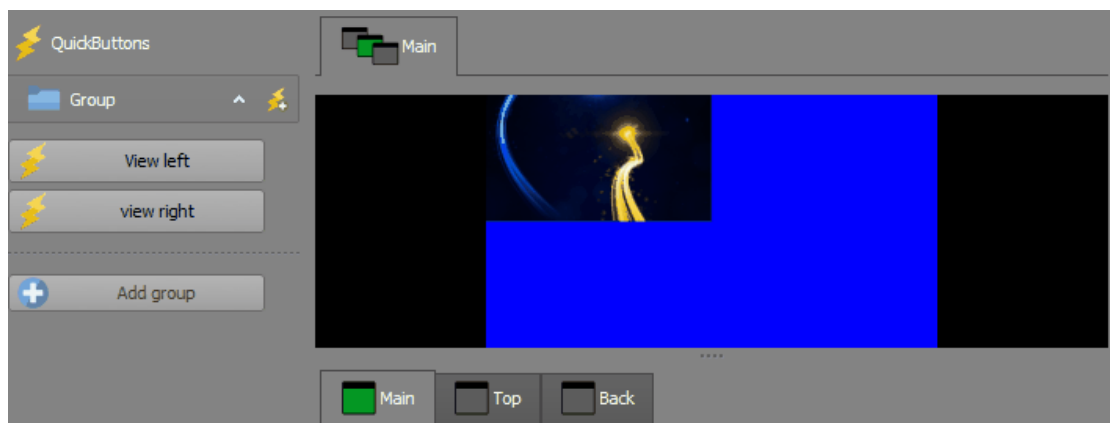 QuickButtons
Group
View left
view right
Add group
Main
Main
Top
Back